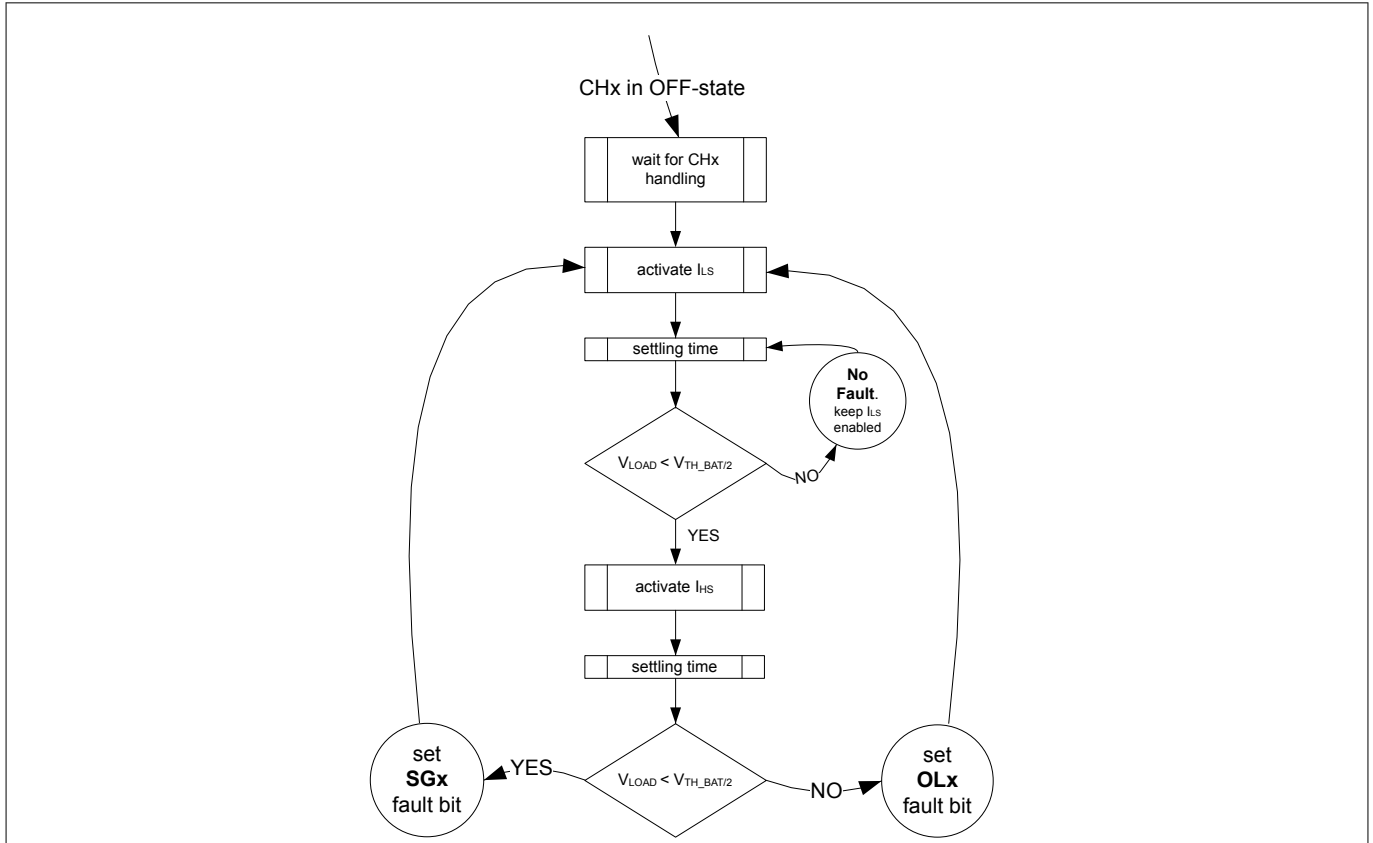 CHx in OFF-state
wait for CHx
handling
activate ILS
settling time
No
Fault.
keep ILS
enabled
VLOAD < VTH_BAT/2
NO
YES
activate IHS
settling time
set
SGx
fault bit
YES
VLOAD < VTH_BAT/2
NO
set
OLx
fault bit